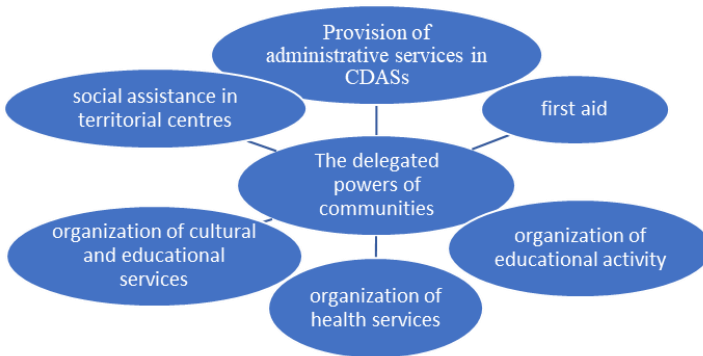 Provision of
administrative services in
CDASs
social assistance in
territorial centres
first aid
The delegated
powers of
communities
organization of cultural
and educational
services
organization of
educational activity
organization of
health services